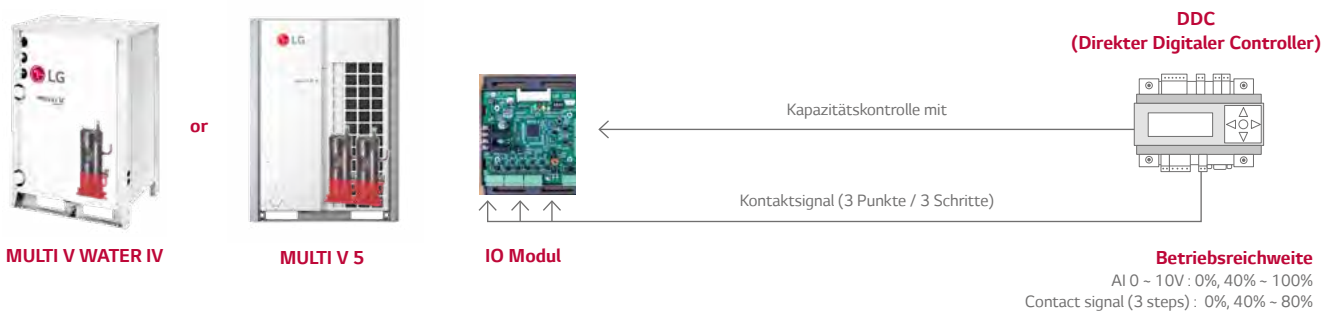 LG
LG
or
MULTI V WATER IV
MULTI V 5
IO Modul
DDC
(Direkter Digitaler Controller)
Kapazitätskontrolle mit
Kontaktsignal (3 Punkte / 3 Schritte)
Betriebsreichweite
AI 0 ~ 10V : 0%, 40% ~ 100%
Contact signal (3 steps) : 0%, 40% ~ 80%